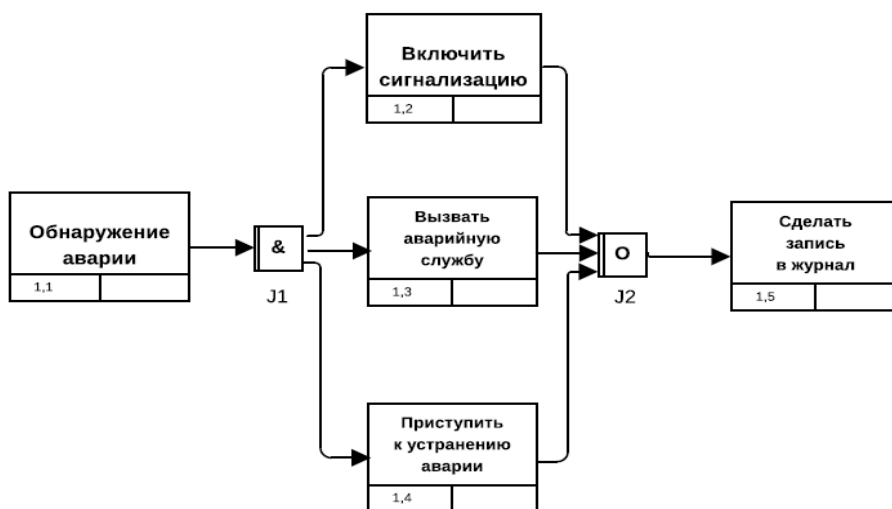 Включить
сигнализацию
1,2
Обнаружение
аварии
1,1
&
J1
Вызвать
аварийную
службу
1,3
O
J2
Сделать
запись
в журнал
1,5
Приступить
к устранению
аварии
1,4